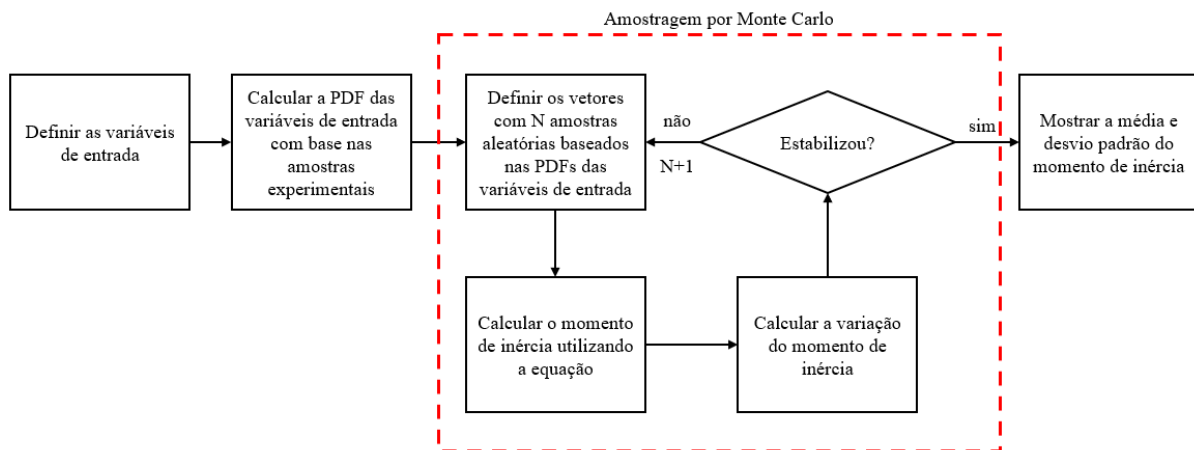 Amostragem por Monte Carlo
Definir as variáveis
de entrada
Calcular a PDF das
variáveis de entrada
com base nas
amostras
experimentais
Definir os vetores
com N amostras
aleatórias baseados
nas PDFs das
variáveis de entrada
não
N+1
Estabilizou?
sim
Mostrar a média e
desvio padrão do
momento de inércia
Calcular o momento
de inércia utilizando
a equação
Calcular a variação
do momento de
inércia